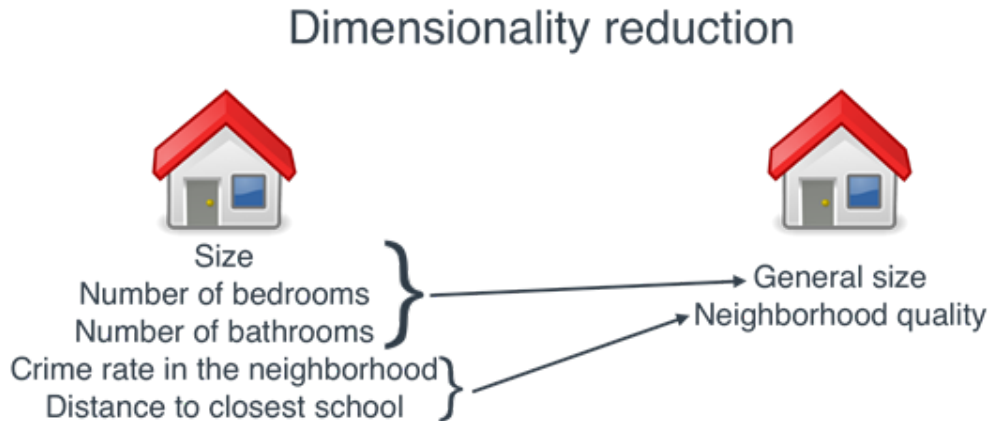 Dimensionality reduction
Size
Number of bedrooms
Number of bathrooms
Crime rate in the neighborhood
Distance to closest school
General size
Neighborhood quality